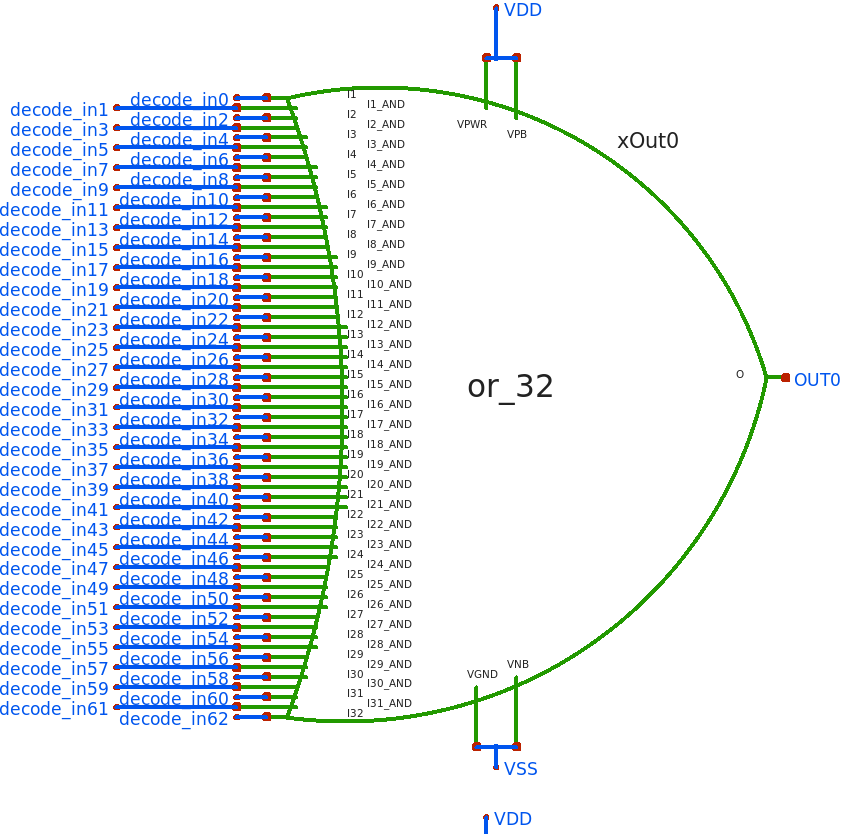 VDD
decode_in0
I1
decode_in1
I1_AND
decode_in2
I2
VPWR
decode_in3
I2_AND
VPB
decode_in4
I3
xOut0
decode_in5
I3_AND
decode_in6
I4
decode_in7
I4_AND
decode_in8
I5
decode_in9
I5_AND
decode_in10
I6
decode_in11
I6_AND
decode_in12
I7
decode_in13
I7_AND
decode_in14
I8
decode_in15
I8_AND
decode_in16
I9
decode_in17
I9_AND
decode_in18
I10
decode_in19
I10_AND
decode_in20
I11
decode_in21
I11_AND
decode_in22
I12
decode_in23
I12_AND
decode_in24
I13
decode_in25
I13_AND
decode_in26
I14
decode_in27
I14_AND
decode_in28
I15
O
OUT0
decode_in29
I15_AND
or_32
decode_in30
I16
decode_in31
I16_AND
decode_in32
I17
decode_in33
I17_AND
decode_in34
I18
decode_in35
I18_AND
decode_in36
I19
decode_in37
I19_AND
decode_in38
I20
decode_in39
I20_AND
decode_in40
I21
decode_in41
I21_AND
decode_in42
I22
decode_in43
I22_AND
decode_in44
I23
decode_in45
I23_AND
decode_in46
I24
decode_in47
I24_AND
decode_in48
I25
decode_in49
I25_AND
decode_in50
I26
decode_in51
I26_AND
decode_in52
I27
decode_in53
I27_AND
decode_in54
I28
decode_in55
I28_AND
decode_in56
I29
decode_in57
I29_AND
VNB
decode_in58
I30
VGND
decode_in59
I30_AND
decode_in60
I31
decode_in61
I31_AND
decode_in62
I32
VSS
VDD